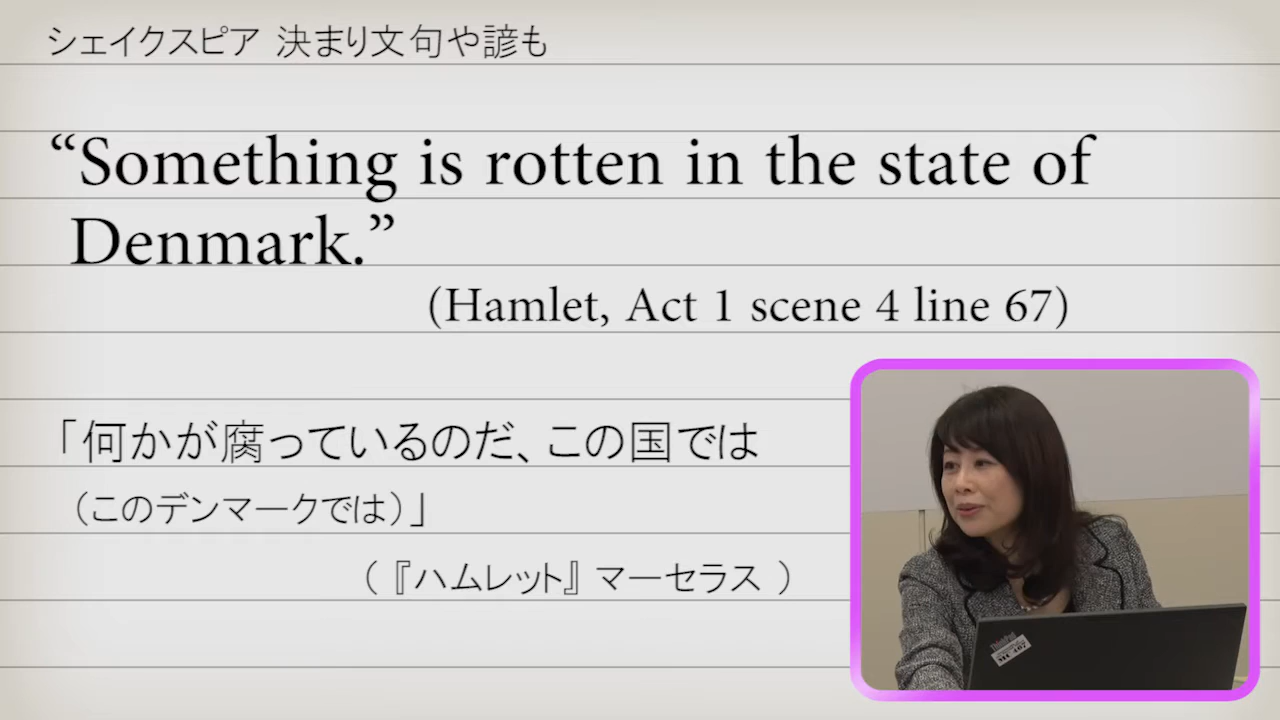 シェイクスピア 決まり文句や諺も
“Something is rotten in the state of
Denmark.”
(Hamlet, Act 1 scene 4 line 67)
「何かが腐っているのだ、この国では
（このデンマークでは）」
（『ハムレット』 マーセラス ）
ThinkPad